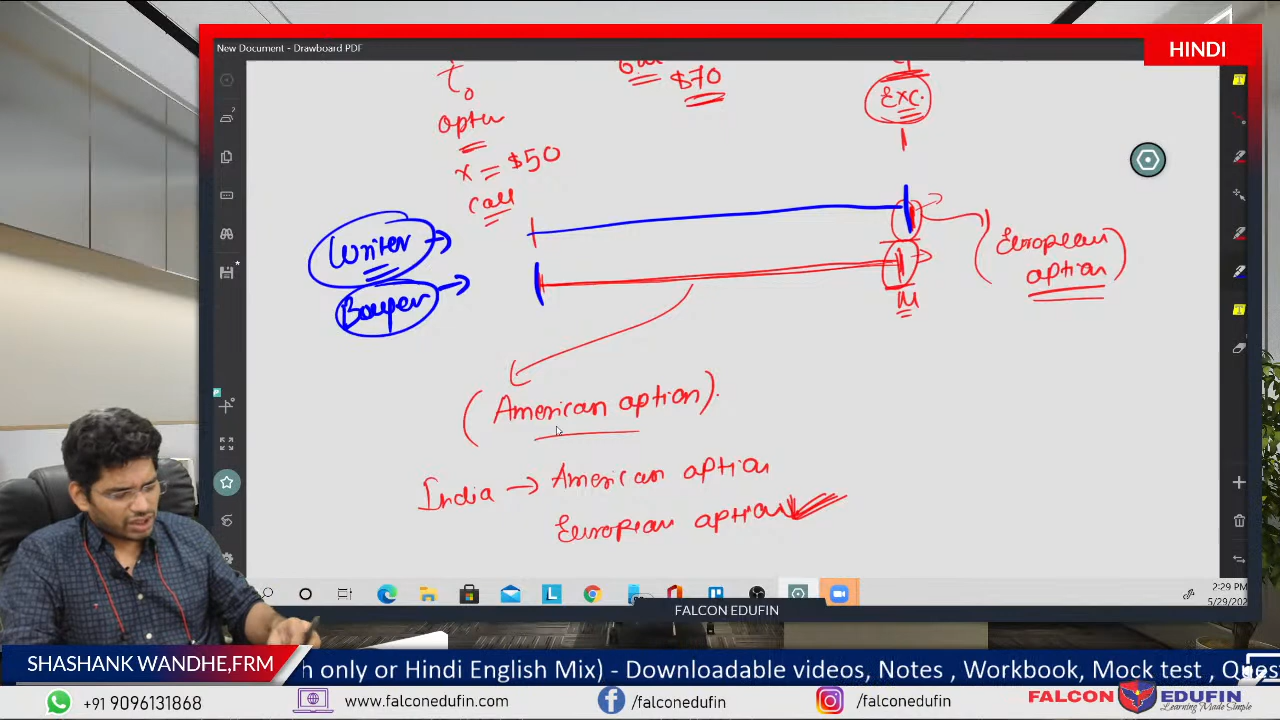 HINDI
New Document - Drawboard PDF
$70
t0
Exc.
x = $50
call
Writer
European
option
M
(American option).
India → American option
European option
2:29 PM
FALCON EDUFIN
SHASHANK WANDHE,FRM
h only or Hindi English Mix) - Downloadable videos, Notes , Workbook, Mock test , Ques
+91 9096131868
www.falconedufin.com
/falconedufin
/falconedufin
FALCON EDUFIN
Learning Made Simple